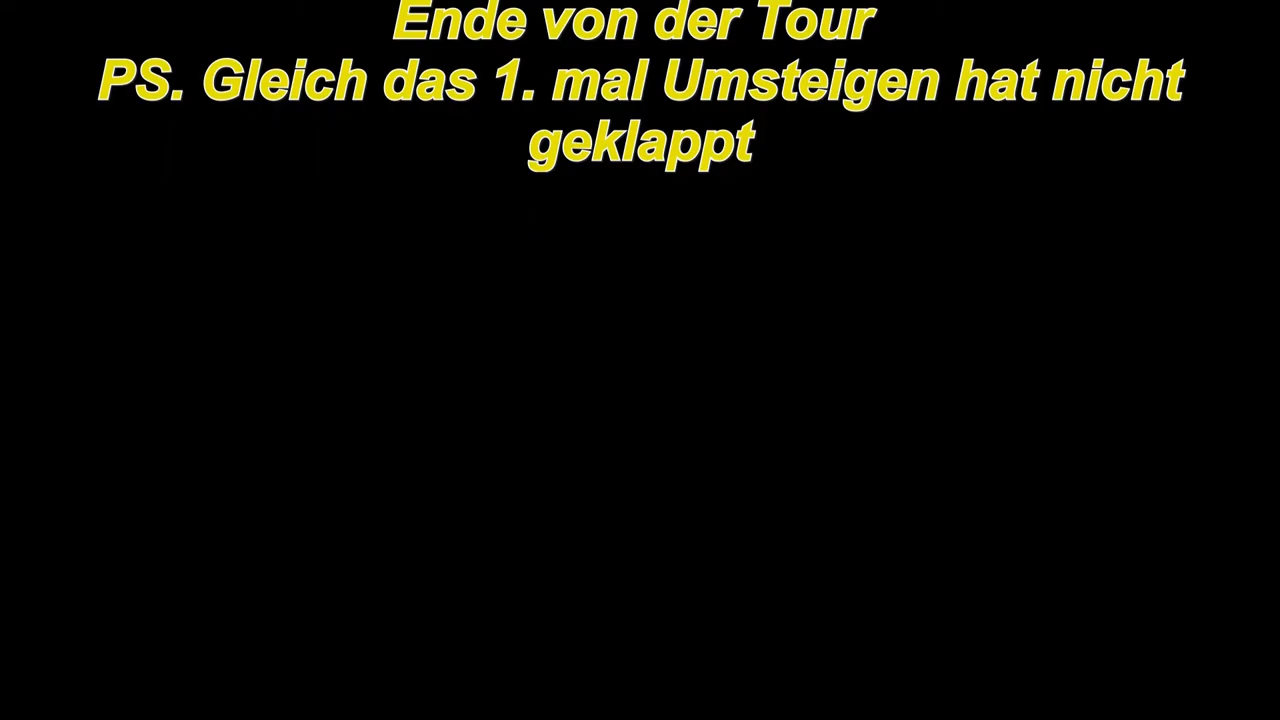 Ende von der Tour
PS. Gleich das 1. mal Umsteigen hat nicht
geklappt